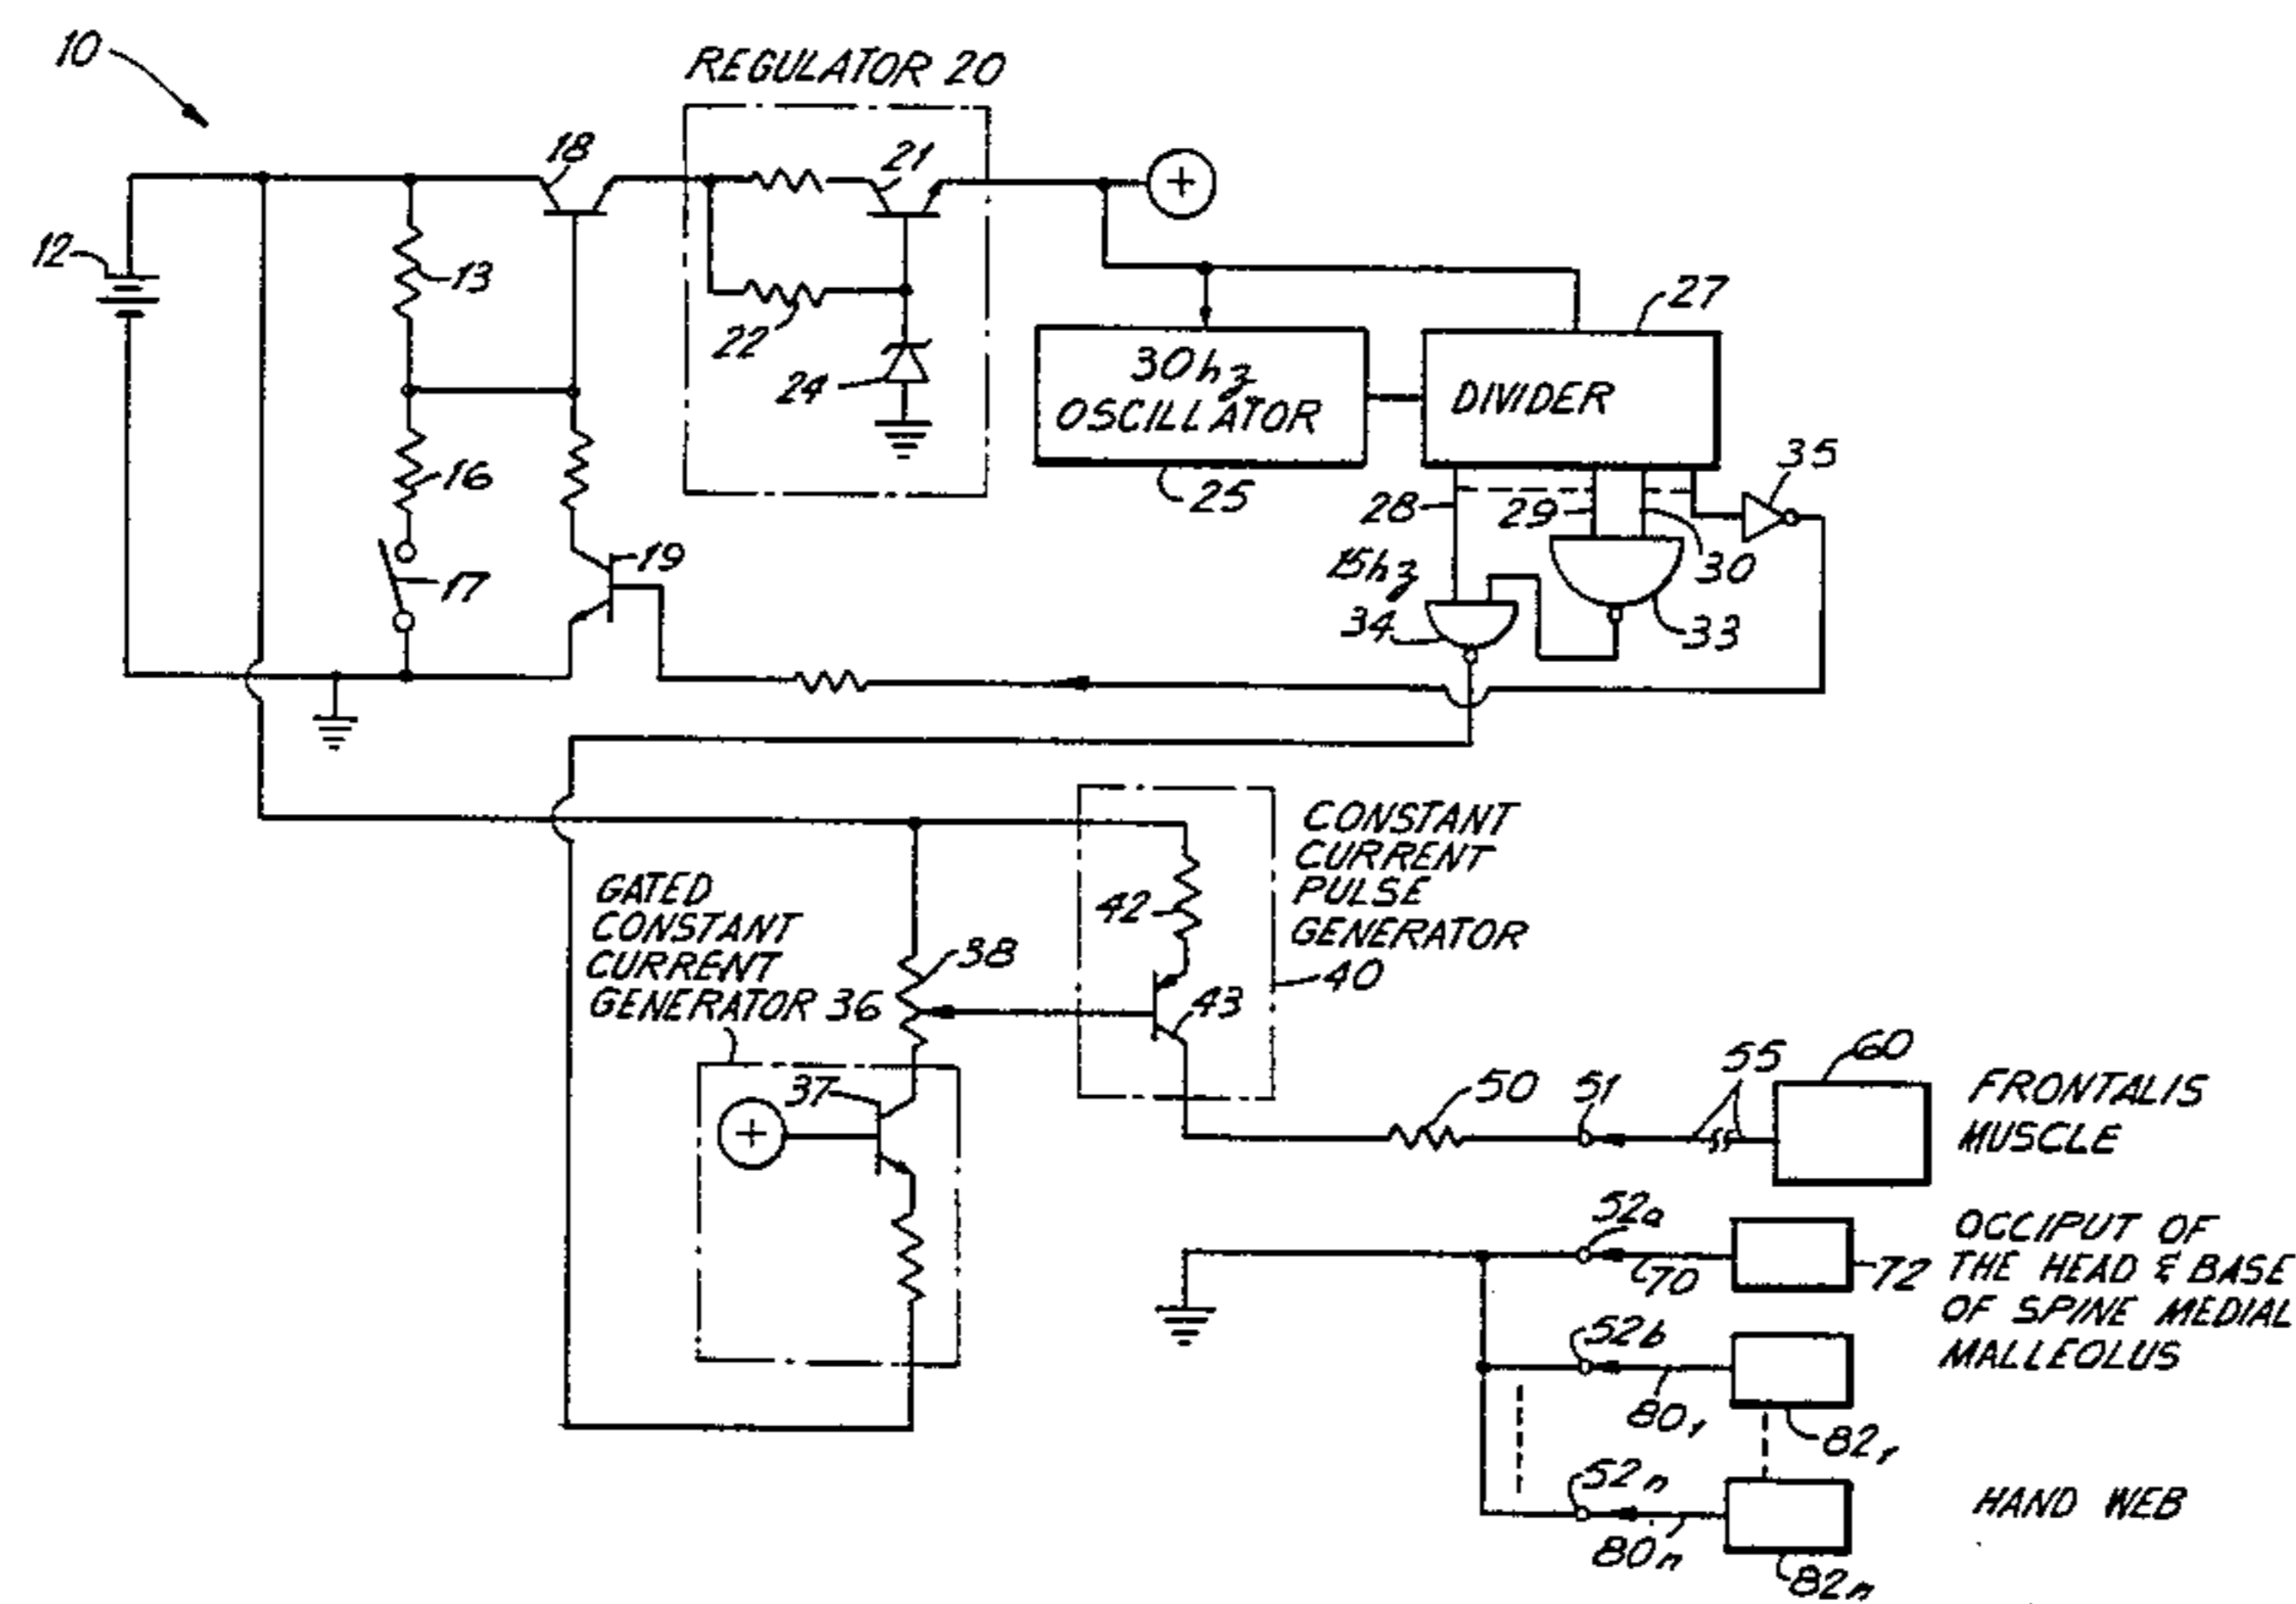 10
REGULATOR 20
18
21
12
13
22
24
27
30hz
OSCILLATOR
DIVIDER
16
25
28
29
35
19
17
15hz
30
34
33
CONSTANT
CURRENT
PULSE
GENERATOR
40
GATED
CONSTANT
CURRENT
GENERATOR 36
38
42
43
37
50
51
55
60
FRONTALIS
MUSCLE
52a
70
72
OCCIPUT OF
THE HEAD & BASE
OF SPINE MEDIAL
MALLEOLUS
52b
80₁
82₁
52n
80n
82n
HAND WEB